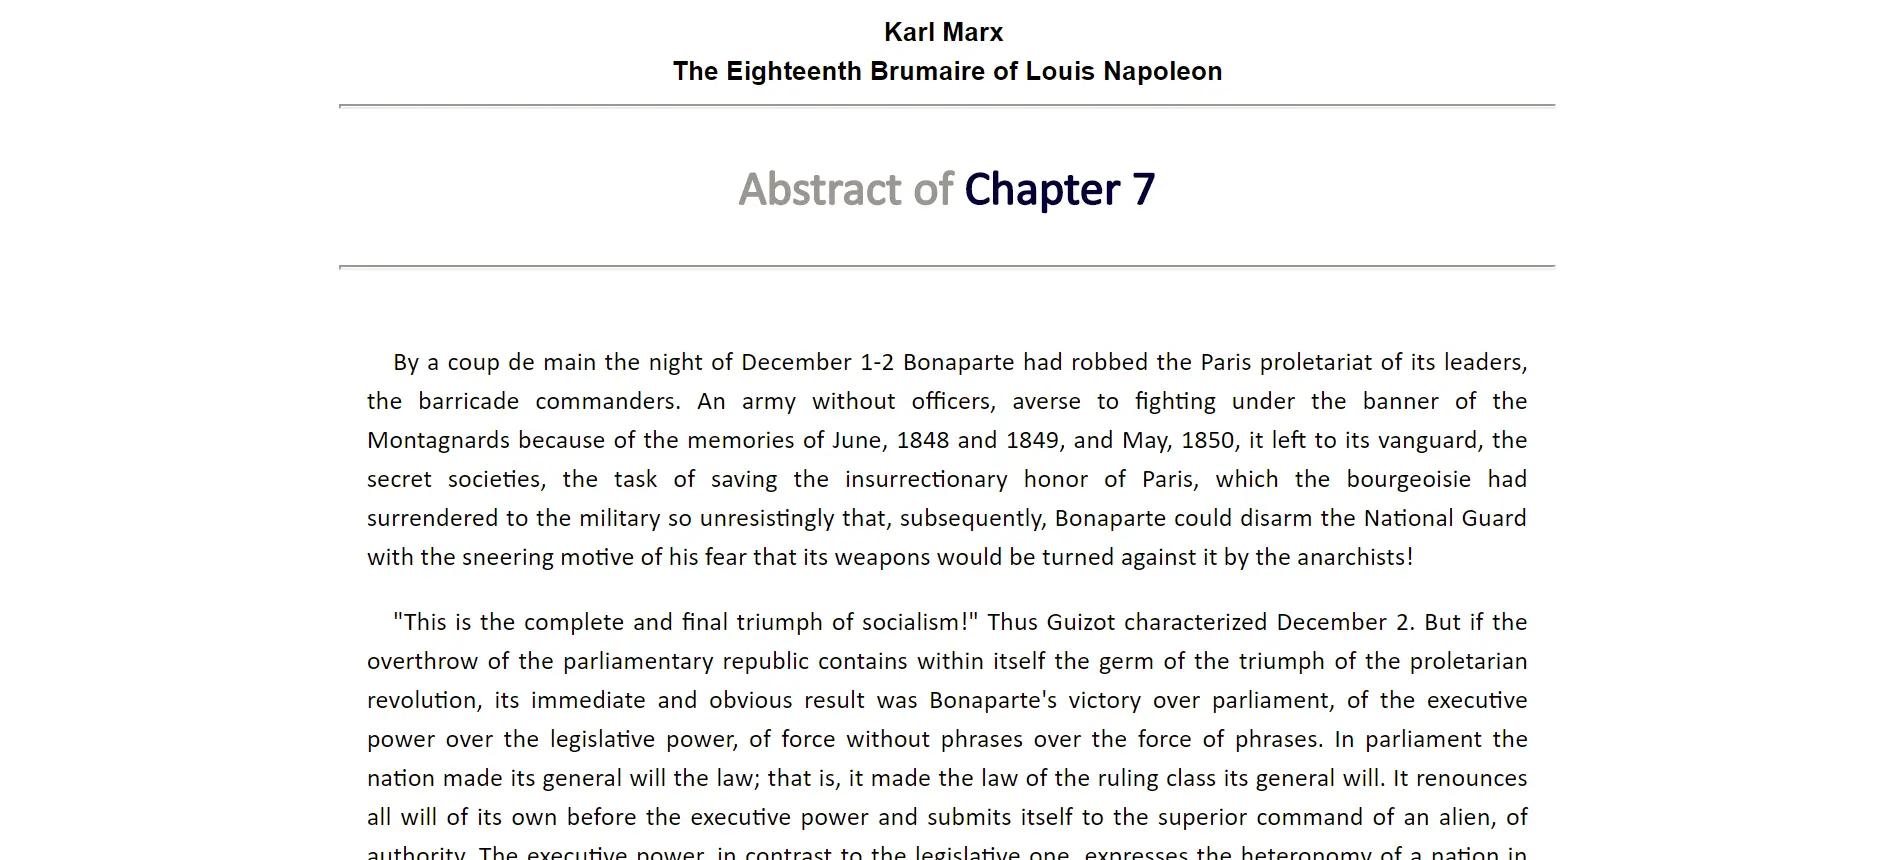 Karl Marx
The Eighteenth Brumaire of Louis Napoleon
Abstract of Chapter 7
By a coup de main the night of December 1-2 Bonaparte had robbed the Paris proletariat of its leaders,
the barricade commanders. An army without officers, averse to fighting under the banner of the
Montagnards because of the memories of June, 1848 and 1849, and May, 1850, it left to its vanguard, the
secret societies, the task of saving the insurrectionary honor of Paris, which the bourgeoisie had
surrendered to the military so unresistingly that, subsequently, Bonaparte could disarm the National Guard
with the sneering motive of his fear that its weapons would be turned against it by the anarchists!
"This is the complete and final triumph of socialism!" Thus Guizot characterized December 2. But if the
overthrow of the parliamentary republic contains within itself the germ of the triumph of the proletarian
revolution, its immediate and obvious result was Bonaparte's victory over parliament, of the executive
power over the legislative power, of force without phrases over the force of phrases. In parliament the
nation made its general will the law; that is, it made the law of the ruling class its general will. It renounces
all will of its own before the executive power and submits itself to the superior command of an alien, of
authority. The executive power, in contrast to the legislative one, expresses the heteronomy of a nation in